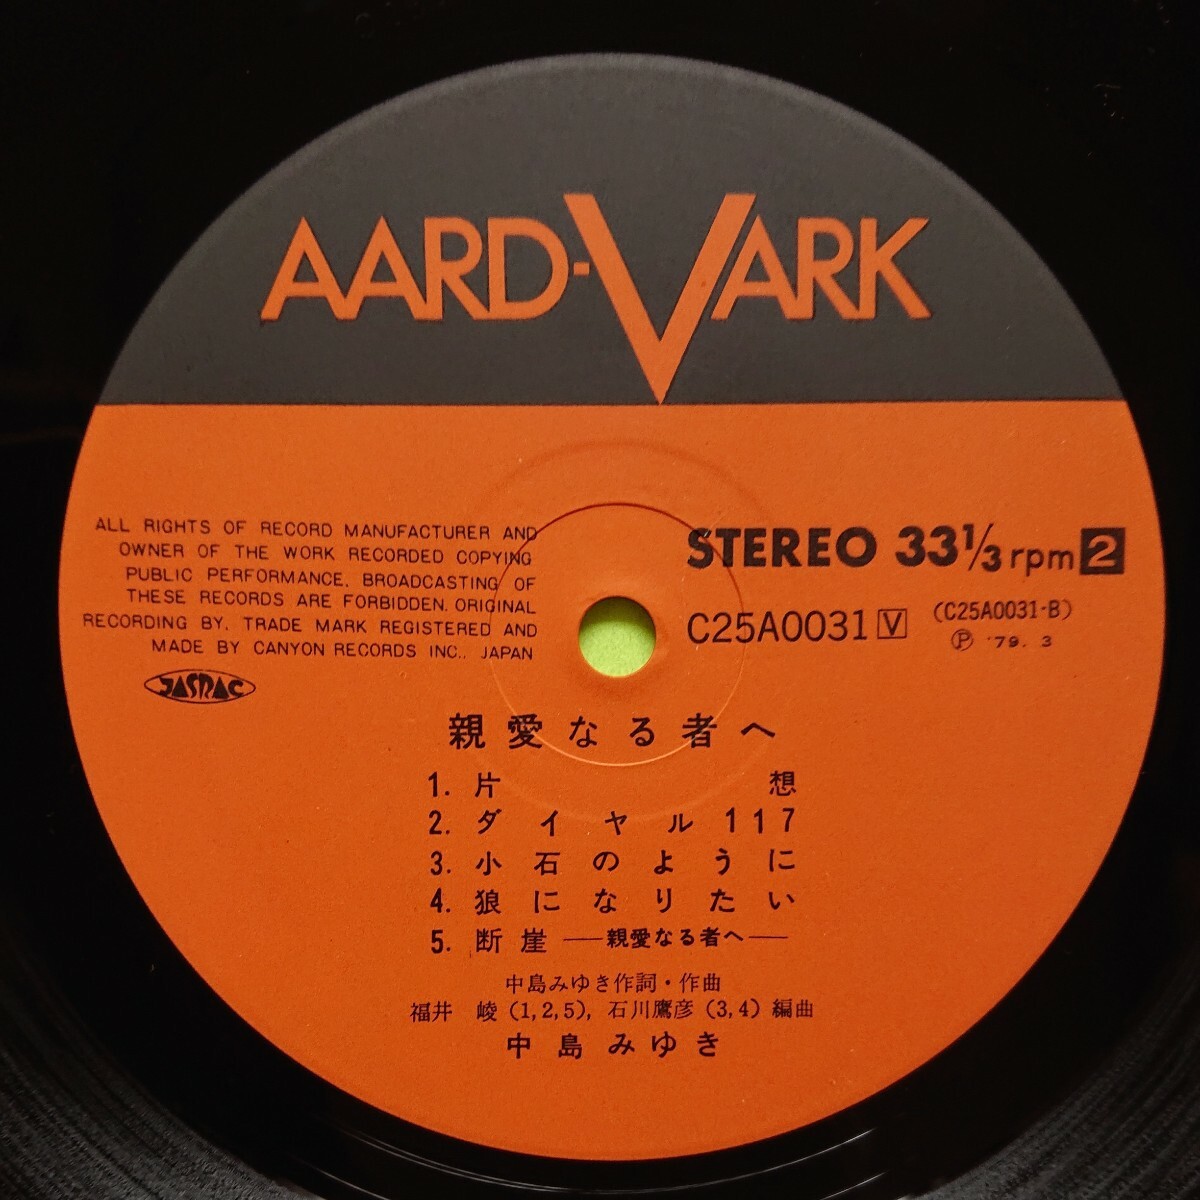 AARD-VARK
ALL RIGHTS OF RECORD MANUFACTURER AND
OWNER OF THE WORK RECORDED COPYING
PUBLIC PERFORMANCE. BROADCASTING OF
THESE RECORDS ARE FORBIDDEN. ORIGINAL
RECORDING BY. TRADE MARK REGISTERED AND
MADE BY CANYON RECORDS INC., JAPAN
JASRAC
STEREO 33 1/3 rpm 2
C25A0031 V (C25A0031-B)
Ⓟ '79. 3
親愛なる者へ
1. 片想
2. ダイヤル117
3. 小石のように
4. 狼になりたい
5. 断崖 ―親愛なる者へ―
中島みゆき作詞・作曲
福井 崚 (1,2,5), 石川鷹彦 (3,4) 編曲
中島みゆき